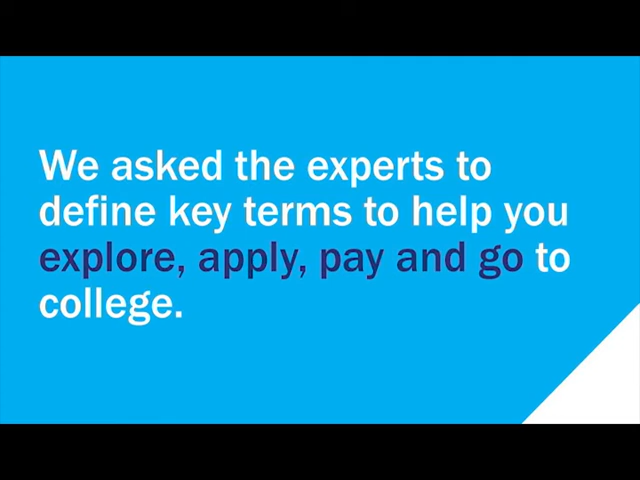 We asked the experts to
define key terms to help you
explore, apply, pay and go to
college.